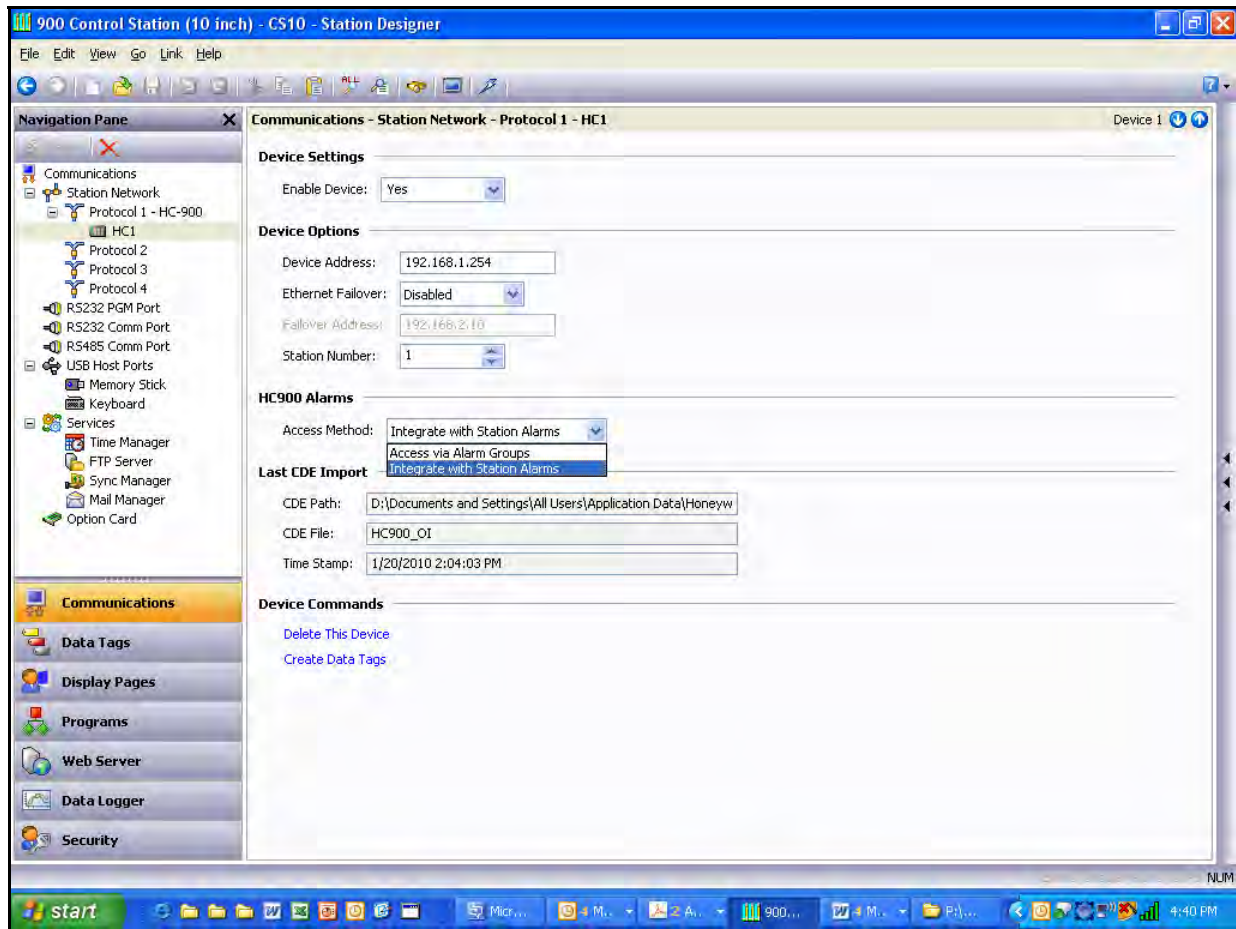 900 Control Station (10 inch) - CS10 - Station Designer
File Edit View Go Link Help
ALL
Navigation Pane
Communications
Station Network
Protocol 1 - HC-900
HC1
Protocol 2
Protocol 3
Protocol 4
RS232 PGM Port
RS232 Comm Port
RS485 Comm Port
USB Host Ports
Memory Stick
Keyboard
Services
Time Manager
FTP Server
Sync Manager
Mail Manager
Option Card
Communications
Data Tags
Display Pages
Programs
Web Server
Data Logger
Security
Communications - Station Network - Protocol 1 - HC1
Device 1
Device Settings
Enable Device: Yes
Device Options
Device Address: 192.168.1.254
Ethernet Failover: Disabled
Failover Address: 192.168.2.10
Station Number: 1
HC900 Alarms
Access Method: Integrate with Station Alarms
Access via Alarm Groups
Integrate with Station Alarms
Last CDE Import
CDE Path: D:\Documents and Settings\All Users\Application Data\Honeyw
CDE File: HC900_OI
Time Stamp: 1/20/2010 2:04:03 PM
Device Commands
Delete This Device
Create Data Tags
NUM
start
Micr...
4 M...
2 A...
900...
4 M...
P:\...
4:40 PM